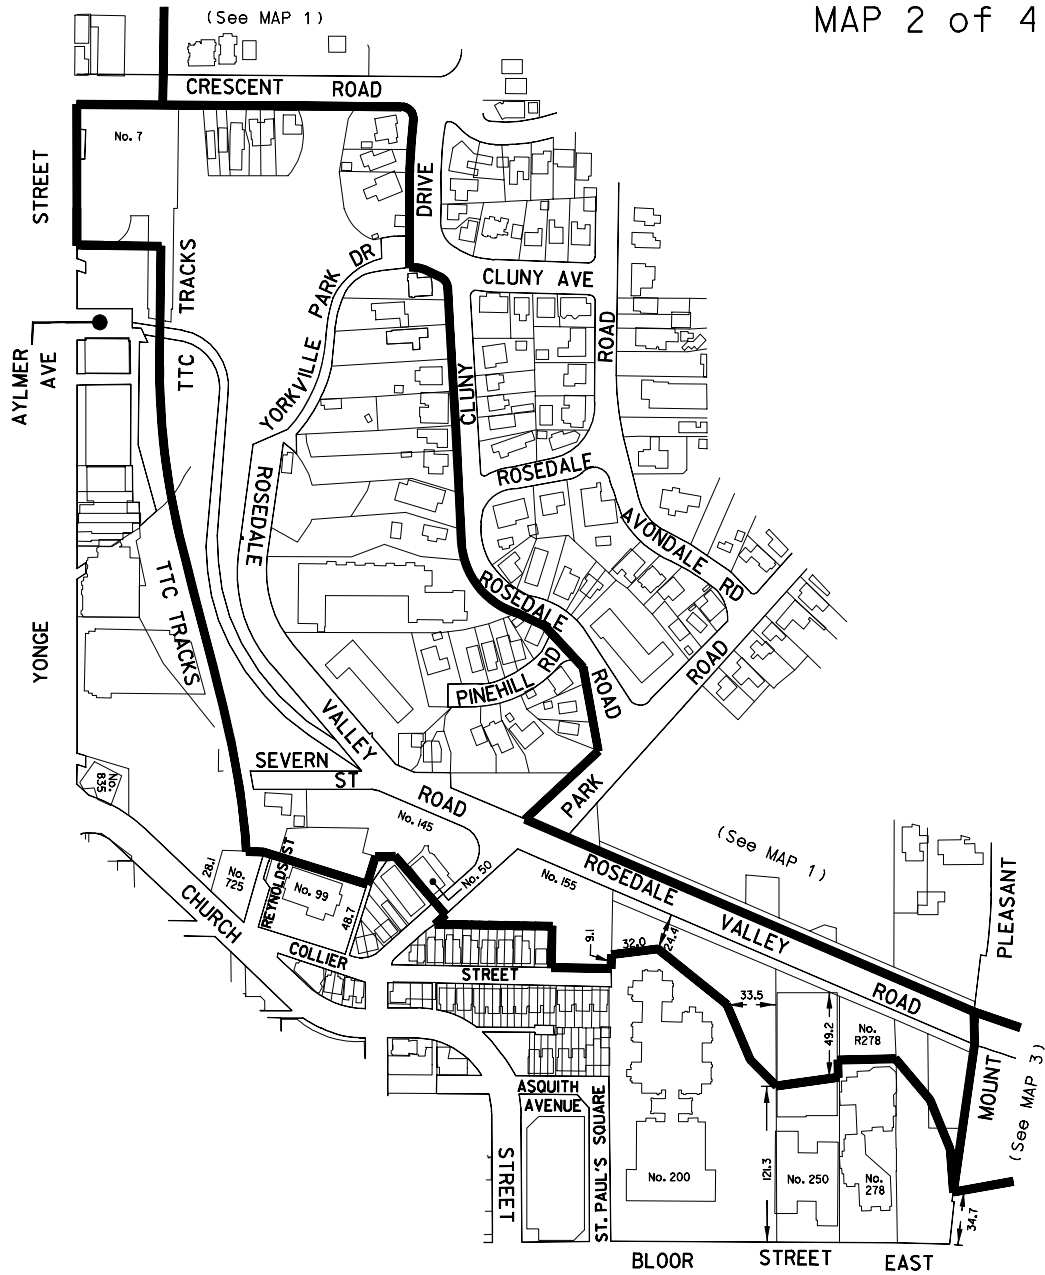 MAP 2 of 4
(See MAP 1)
CRESCENT ROAD
No. 7
STREET
DRIVE
TTC TRACKS
YORKVILLE PARK DR
CLUNY AVE
ROAD
AYLMER
AVE
CLUNY
ROSEDALE
ROSEDALE
AVONDALE RD
TTC TRACKS
ROSEDALE
ROAD
PINEHILL RD
ROAD
YONGE
VALLEY
SEVERN
ST
ROAD
PARK
No. 835
No. 145
(See MAP 1)
28.1
No.
725
REYNOLDS ST
No. 99
48.7
No. 50
No. 155
ROSEDALE
VALLEY
ROAD
PLEASANT
CHURCH
COLLIER
STREET
9.1
32.0
24.4
33.5
49.2
No.
R278
MOUNT
(See MAP 3)
ASQUITH
AVENUE
ST. PAUL'S SQUARE
STREET
No. 200
121.3
No. 250
No.
278
34.7
BLOOR STREET EAST